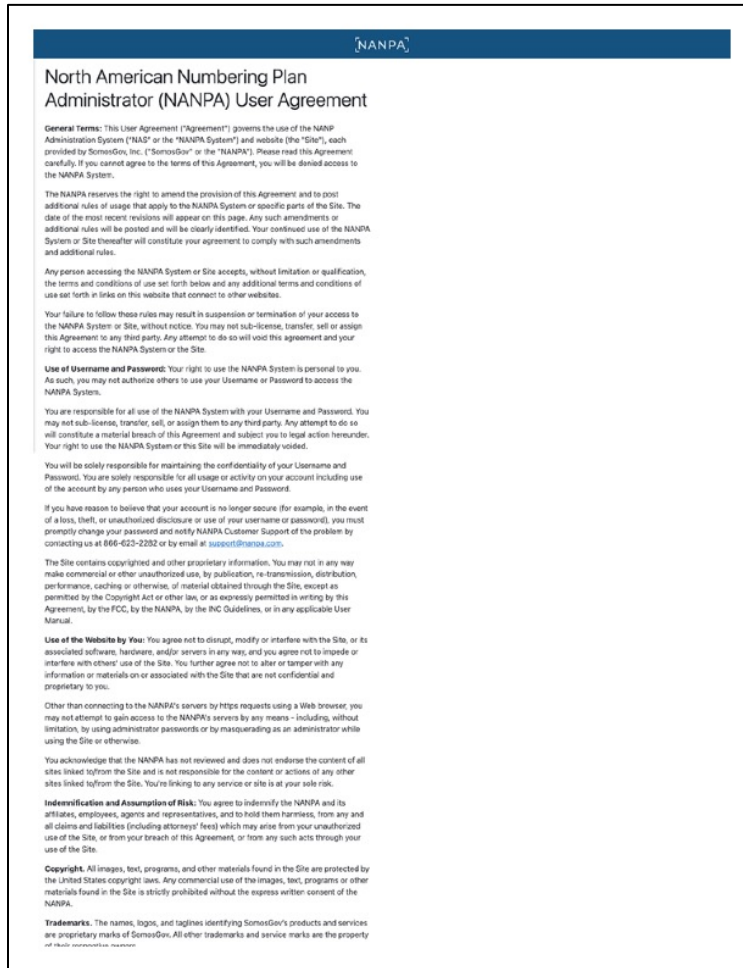 [NANPA]
North American Numbering Plan
Administrator (NANPA) User Agreement
General Terms: This User Agreement ("Agreement") governs the use of the NANP
Administration System ("NAS" or the "NANPA System") and website (the "Site"), each
provided by SomosGov, Inc. ("SomosGov" or the "NANPA"). Please read this Agreement
carefully. If you cannot agree to the terms of this Agreement, you will be denied access to
the NANPA System.
The NANPA reserves the right to amend the provision of this Agreement and to post
additional rules of usage that apply to the NANPA System or specific parts of the Site. The
date of the most recent revisions will appear on this page. Any such amendments or
additional rules will be posted and will be clearly identified. Your continued use of the NANPA
System or Site thereafter will constitute your agreement to comply with such amendments
and additional rules.
Any person accessing the NANPA System or Site accepts, without limitation or qualification,
the terms and conditions of use set forth below and any additional terms and conditions of
use set forth in links on this website that connect to other websites.
Your failure to follow these rules may result in suspension or termination of your access to
the NANPA System or Site, without notice. You may not sub-license, transfer, sell or assign
this Agreement to any third party. Any attempt to do so will void this agreement and your
right to access the NANPA System or the Site.
Use of Username and Password: Your right to use the NANPA System is personal to you.
As such, you may not authorize others to use your Username or Password to access the
NANPA System.
You are responsible for all use of the NANPA System with your Username and Password. You
may not sub-license, transfer, sell, or assign them to any third party. Any attempt to do so
will constitute a material breach of this Agreement and subject you to legal action hereunder.
Your right to use the NANPA System or this Site will be immediately voided.
You will be solely responsible for maintaining the confidentiality of your Username and
Password. You are solely responsible for all usage or activity on your account including use
of the account by any person who uses your Username and Password.
If you have reason to believe that your account is no longer secure (for example, in the event
of a loss, theft, or unauthorized disclosure or use of your username or password), you must
promptly change your password and notify NANPA Customer Support of the problem by
contacting us at 866-623-2282 or by email at support@nanpa.com.
The Site contains copyrighted and other proprietary information. You may not in any way
make commercial or other unauthorized use, by publication, re-transmission, distribution,
performance, caching or otherwise, of material obtained through the Site, except as
permitted by the Copyright Act or other law, or as expressly permitted in writing by this
Agreement, by the FCC, by the NANPA, by the INC Guidelines, or in any applicable User
Manual.
Use of the Website by You: You agree not to disrupt, modify or interfere with the Site, or its
associated software, hardware, and/or servers in any way, and you agree not to impede or
interfere with others' use of the Site. You further agree not to alter or tamper with any
information or materials on or associated with the Site that are not confidential and
proprietary to you.
Other than connecting to the NANPA's servers by https requests using a Web browser, you
may not attempt to gain access to the NANPA's servers by any means - including, without
limitation, by using administrator passwords or by masquerading as an administrator while
using the Site or otherwise.
You acknowledge that the NANPA has not reviewed and does not endorse the content of all
sites linked to/from the Site and is not responsible for the content or actions of any other
sites linked to/from the Site. You're linking to any service or site is at your sole risk.
Indemnification and Assumption of Risk: You agree to indemnify the NANPA and its
affiliates, employees, agents and representatives, and to hold them harmless, from any and
all claims and liabilities (including attorneys' fees) which may arise from your unauthorized
use of the Site, or from your breach of this Agreement, or from any such acts through your
use of the Site.
Copyright. All images, text, programs, and other materials found in the Site are protected by
the United States copyright laws. Any commercial use of the images, text, programs or other
materials found in the Site is strictly prohibited without the express written consent of the
NANPA.
Trademarks. The names, logos, and taglines identifying SomosGov's products and services
are proprietary marks of SomosGov. All other trademarks and service marks are the property
of their respective owners.